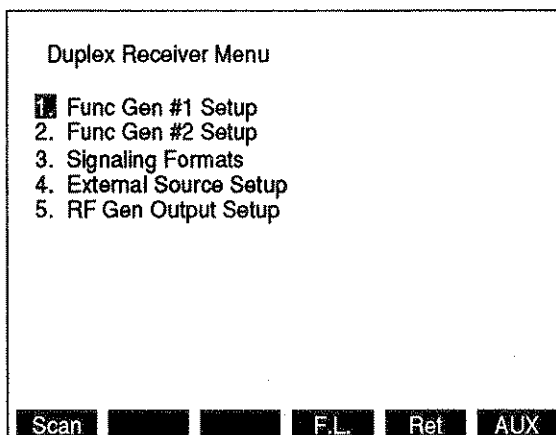 Duplex Receiver Menu
1. Func Gen #1 Setup
2. Func Gen #2 Setup
3. Signaling Formats
4. External Source Setup
5. RF Gen Output Setup
Scan F.L. Ret AUX